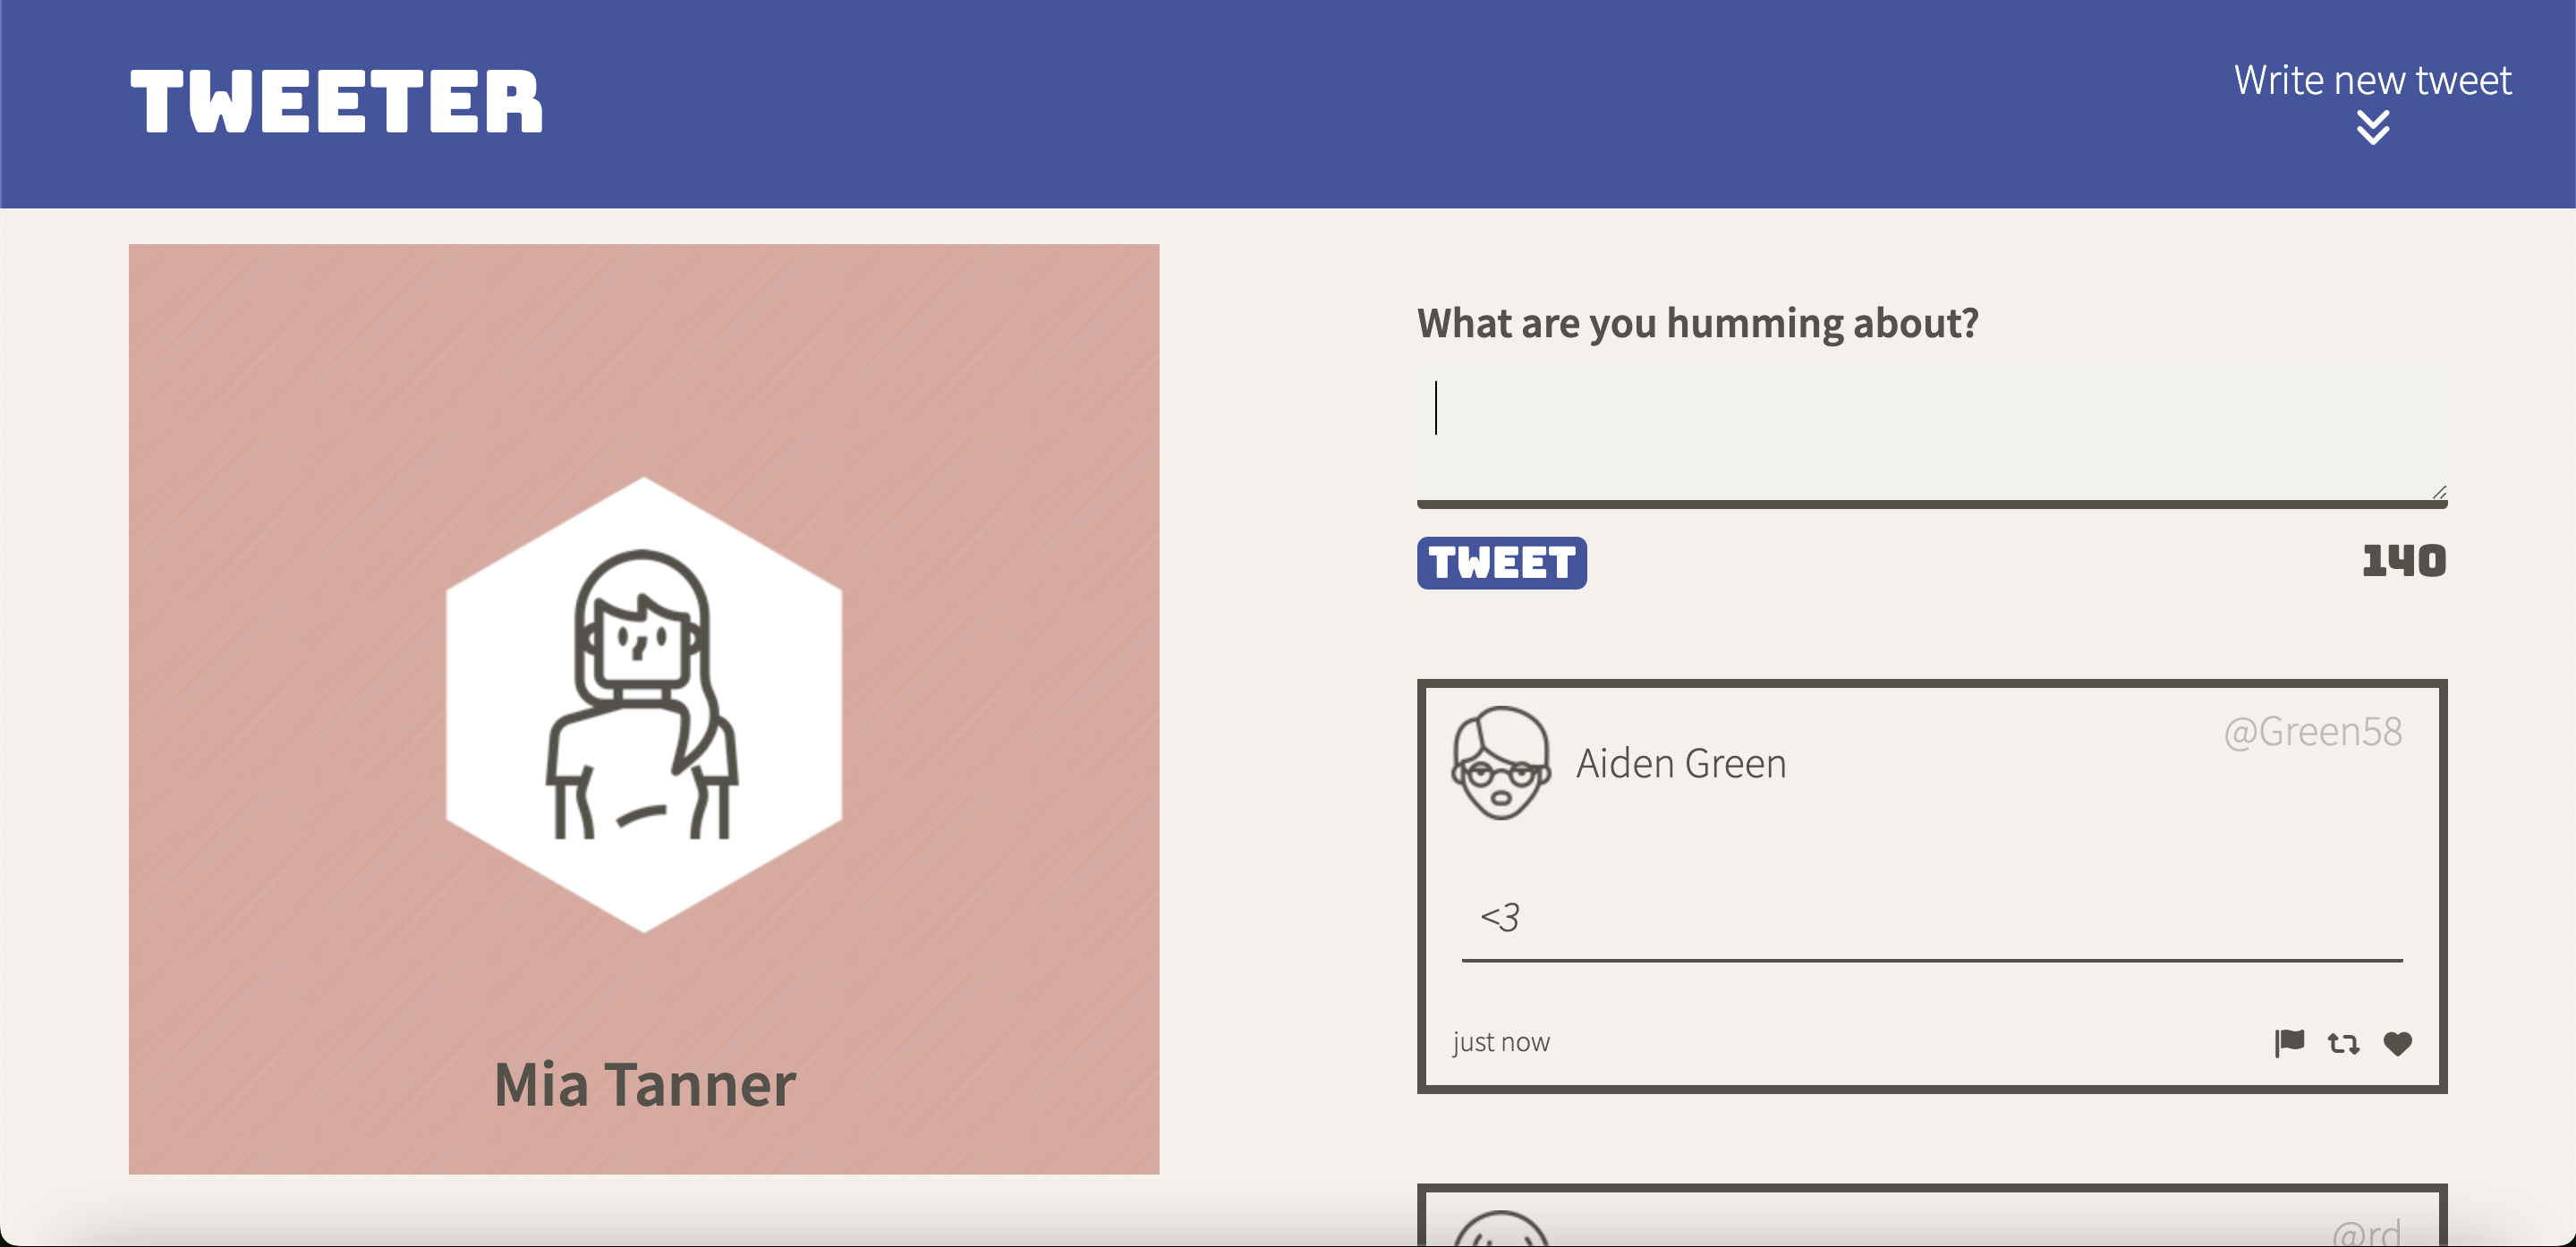 TWEETER
Write new tweet
Mia Tanner
What are you humming about?
TWEET
140
Aiden Green
@Green58
<3
just now
@rd